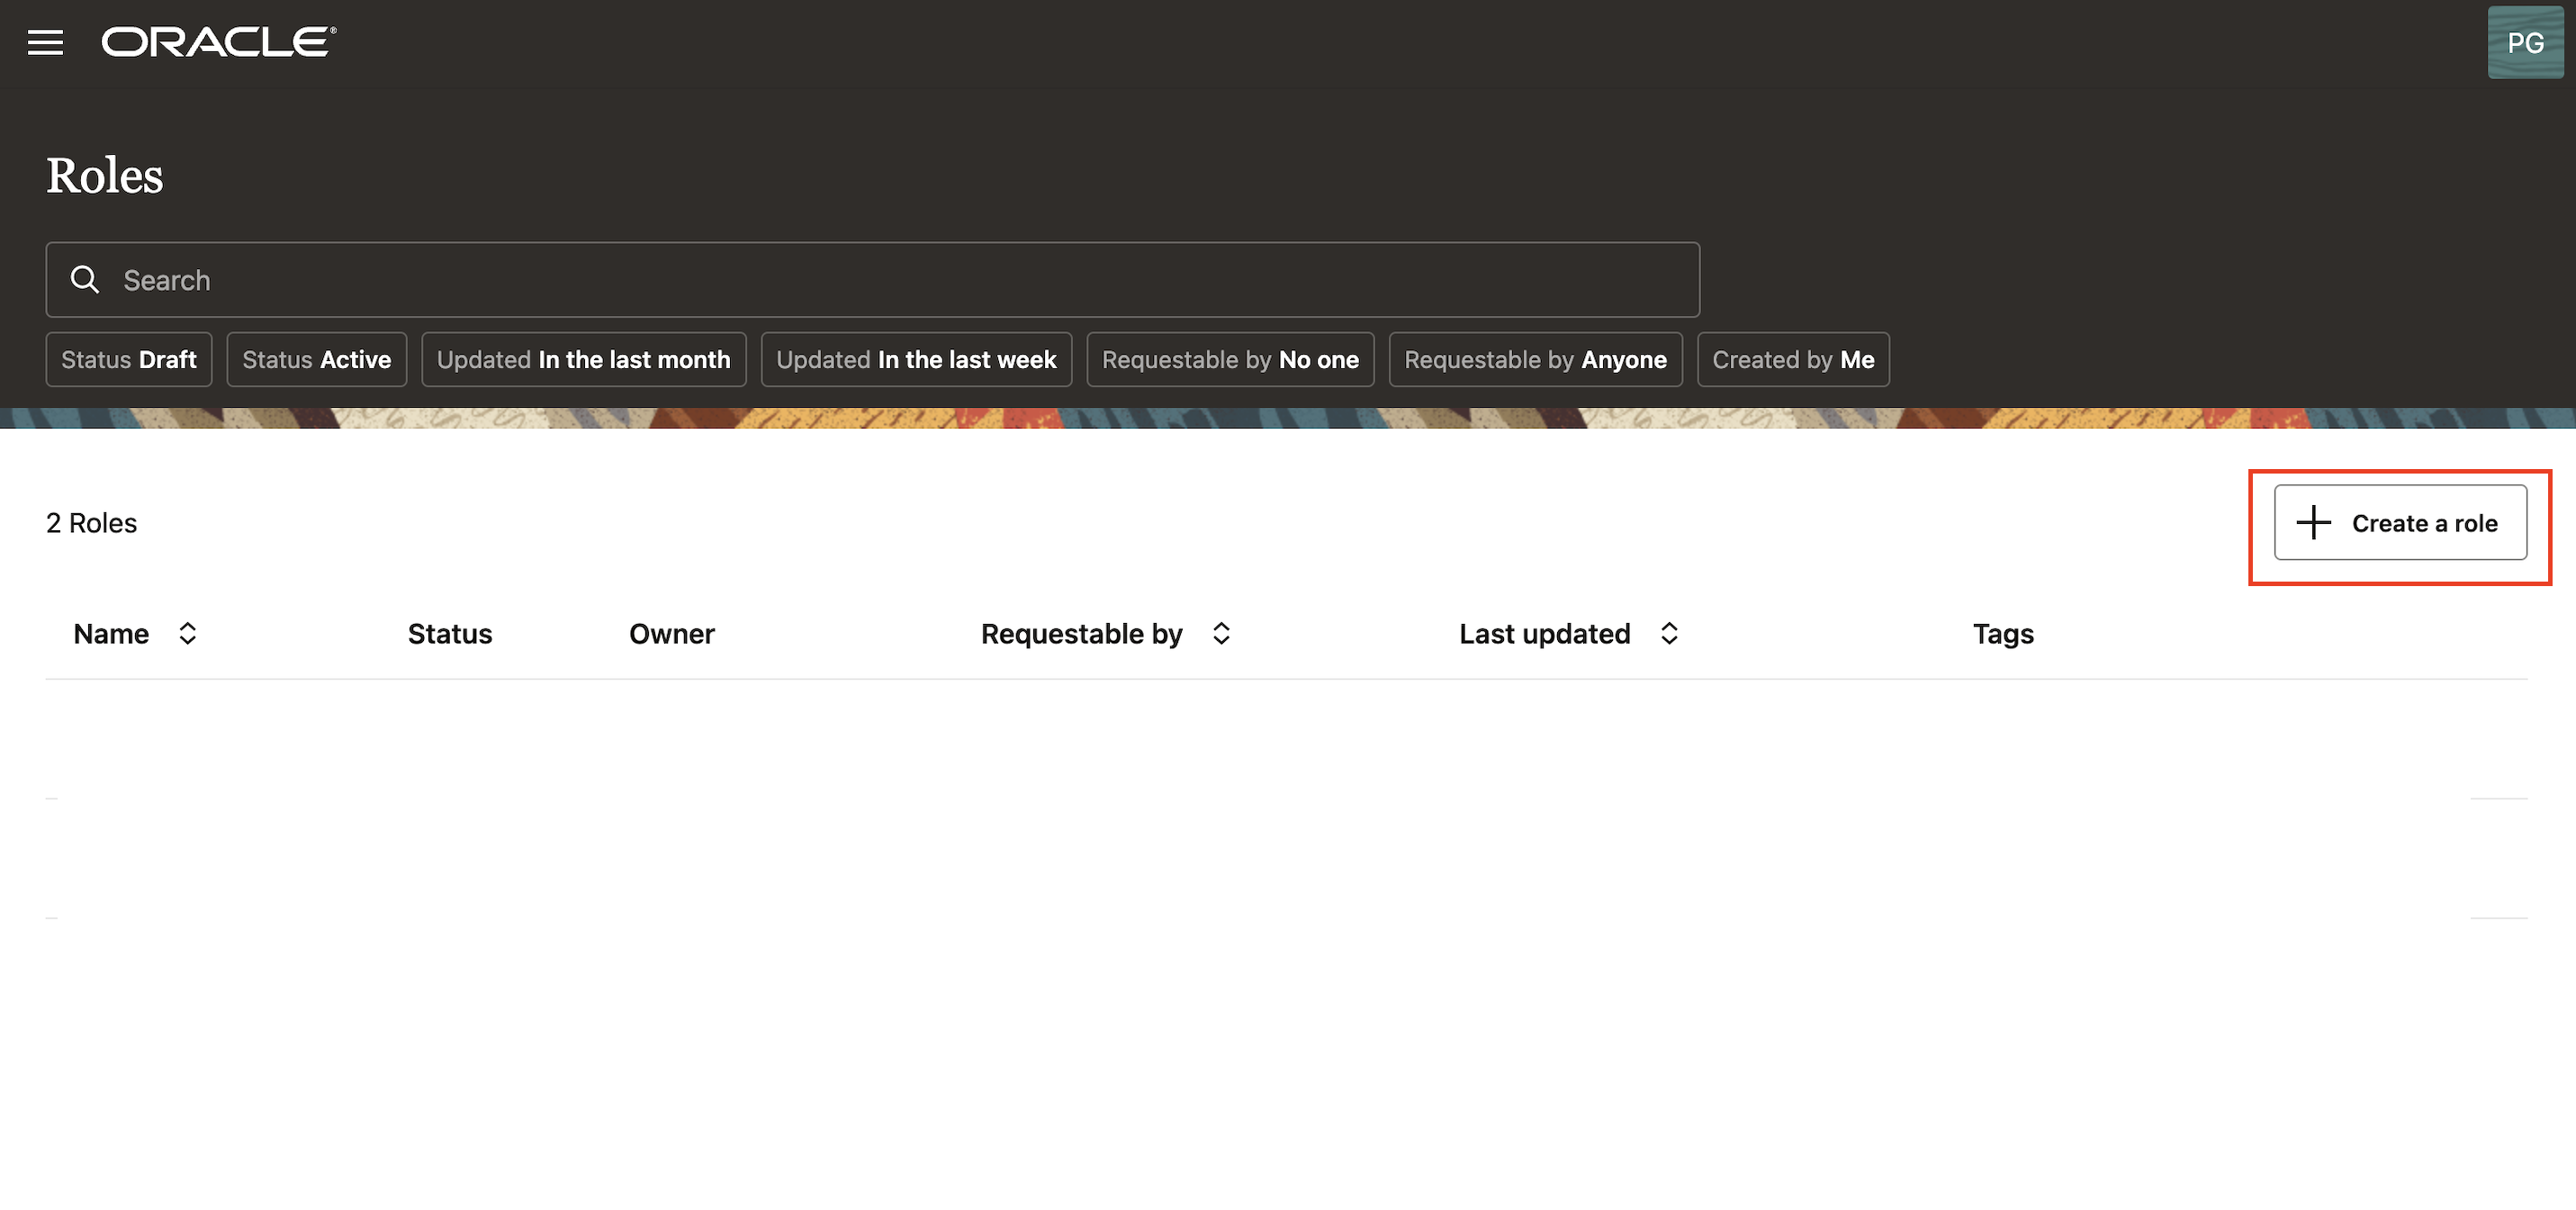 ORACLE®
PG
Roles
Search
Status Draft Status Active Updated In the last month Updated In the last week Requestable by No one Requestable by Anyone Created by Me
2 Roles
Create a role
Name Status Owner Requestable by Last updated Tags